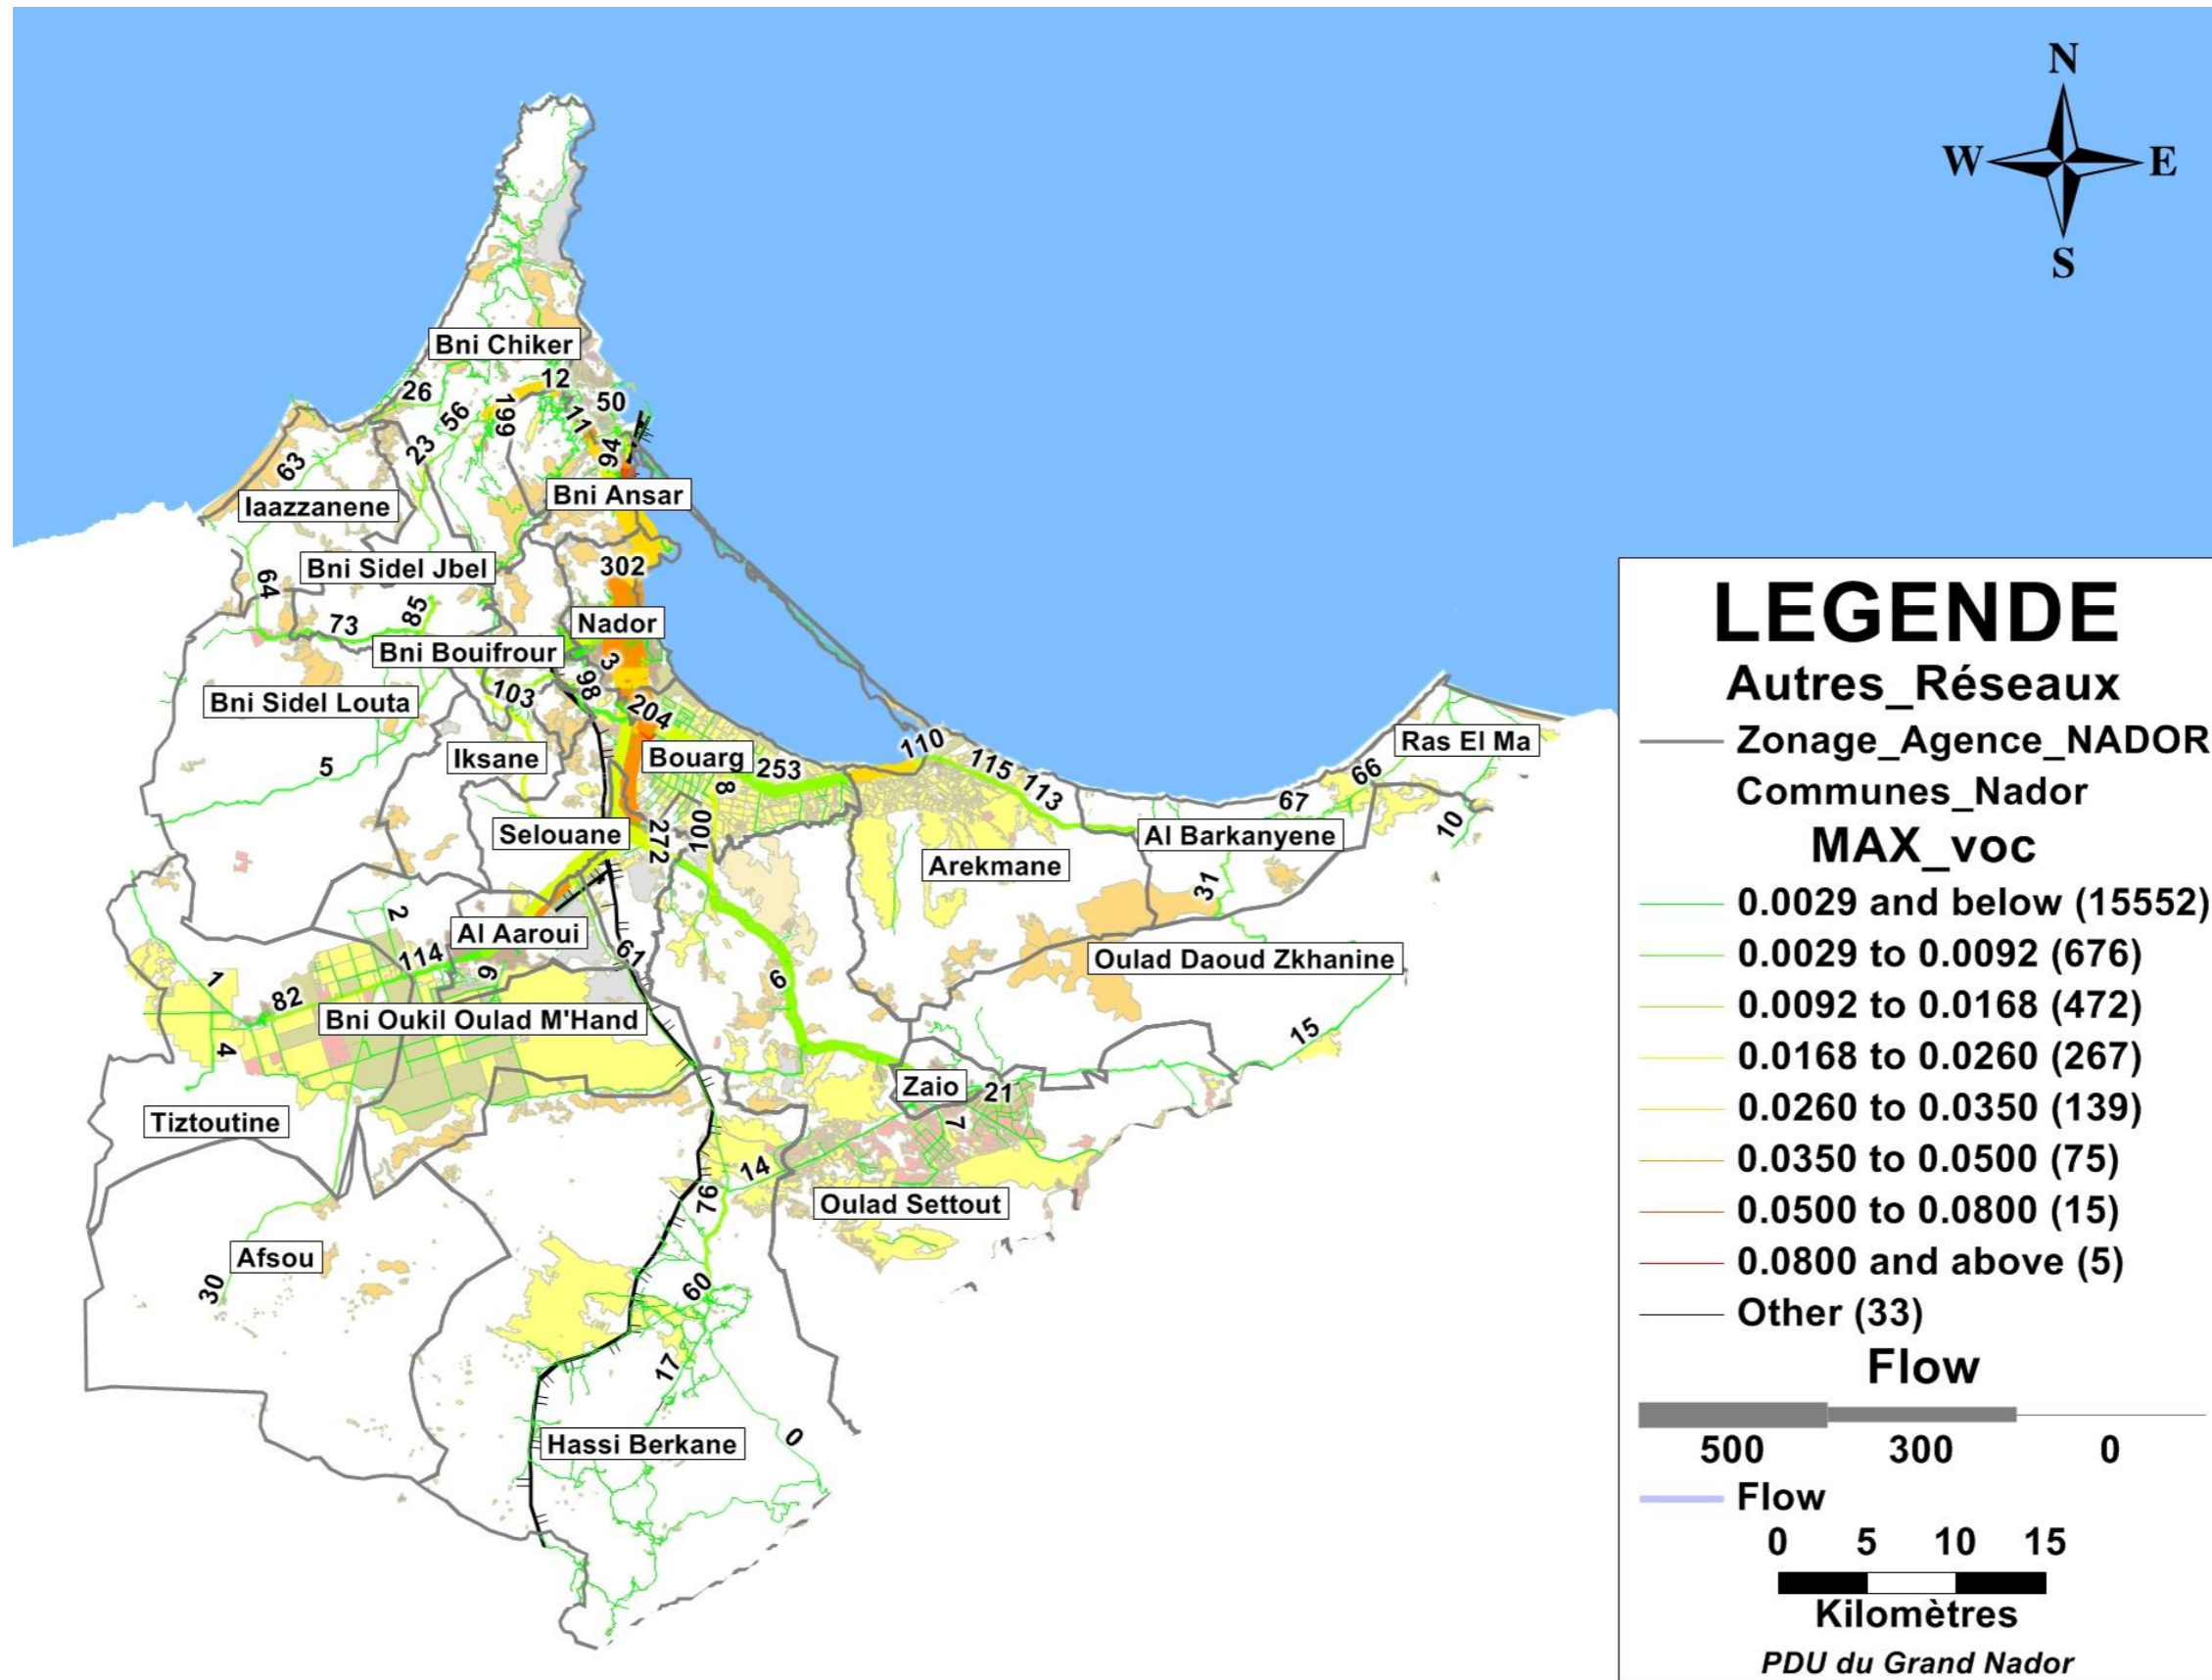 N
W E
S
Bni Chiker
12
26
50
199
56
11
23
94
63
Bni Ansar
Iaazzanene
302
Bni Sidel Jbel
64
85
Nador
73
Bni Bouifrour
3
98
103
Bni Sidel Louta
204
110
Ras El Ma
Iksane
Bouarg
253
115
5
66
8
113
67
Selouane
272
100
Al Barkanyene
10
Arekmane
31
2
Al Aaroui
114
61
Oulad Daoud Zkhanine
1
9
6
82
Bni Oukil Oulad M'Hand
15
4
Zaio
21
Tiztoutine
7
14
76
Oulad Settout
Afsou
30
60
17
0
Hassi Berkane
LEGENDE
Autres_Réseaux
Zonage_Agence_NADOR
Communes_Nador
MAX_voc
0.0029 and below (15552)
0.0029 to 0.0092 (676)
0.0092 to 0.0168 (472)
0.0168 to 0.0260 (267)
0.0260 to 0.0350 (139)
0.0350 to 0.0500 (75)
0.0500 to 0.0800 (15)
0.0800 and above (5)
Other (33)
Flow
500 300 0
Flow
0 5 10 15
Kilomètres
PDU du Grand Nador